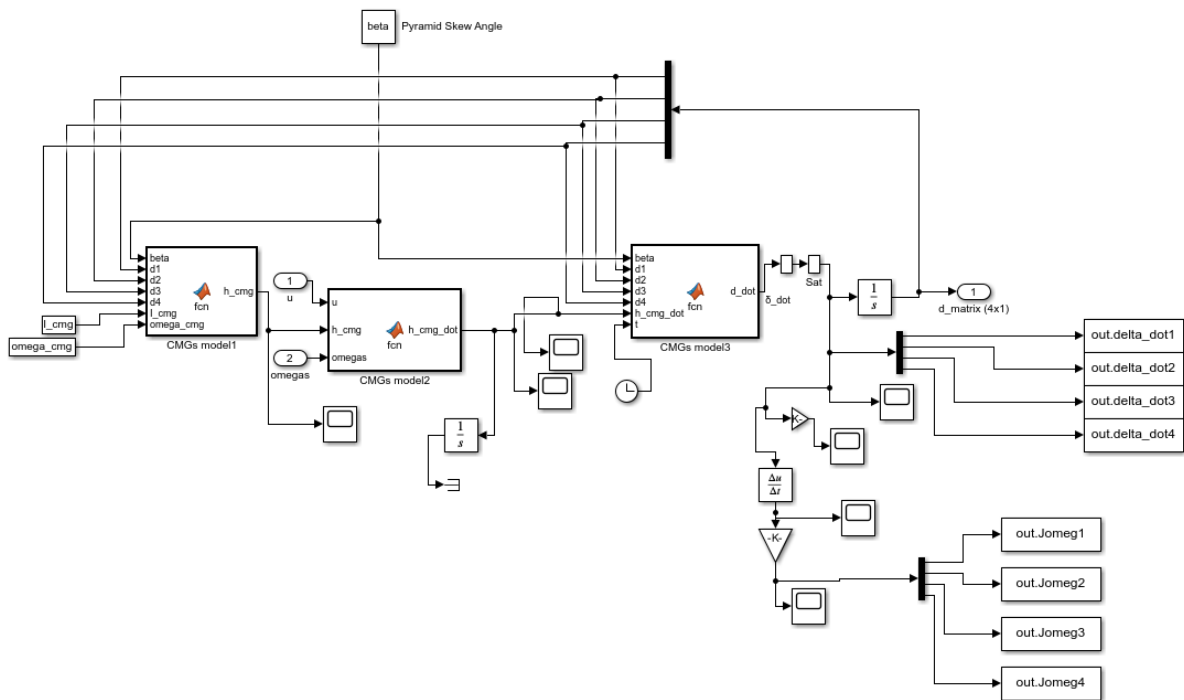 beta
Pyramid Skew Angle
beta
d1
d2
d3
d4
I_cmg
omega_cmg
h_cmg
fcn
CMGs model1
I_cmg
omega_cmg
1
u
2
omegas
u
h_cmg
omegas
h_cmg_dot
fcn
CMGs model2
1
s
beta
d1
d2
d3
d4
h_cmg_dot
t
d_dot
fcn
CMGs model3
δ_dot
Sat
1
s
1
d_matrix (4x1)
out.delta_dot1
out.delta_dot2
out.delta_dot3
out.delta_dot4
-K-
Δu
Δt
-K-
out.Jomeg1
out.Jomeg2
out.Jomeg3
out.Jomeg4